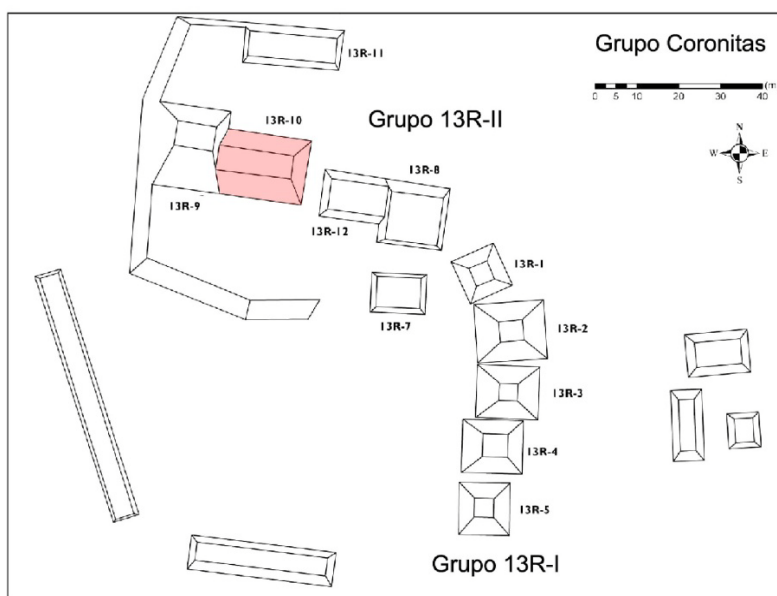 Grupo Coronitas
13R-11
0 5 10 20 30 40 (m
13R-10
Grupo 13R-II
N
W E
S
13R-8
13R-9
13R-12
13R-1
13R-7
13R-2
13R-3
13R-4
13R-5
Grupo 13R-I